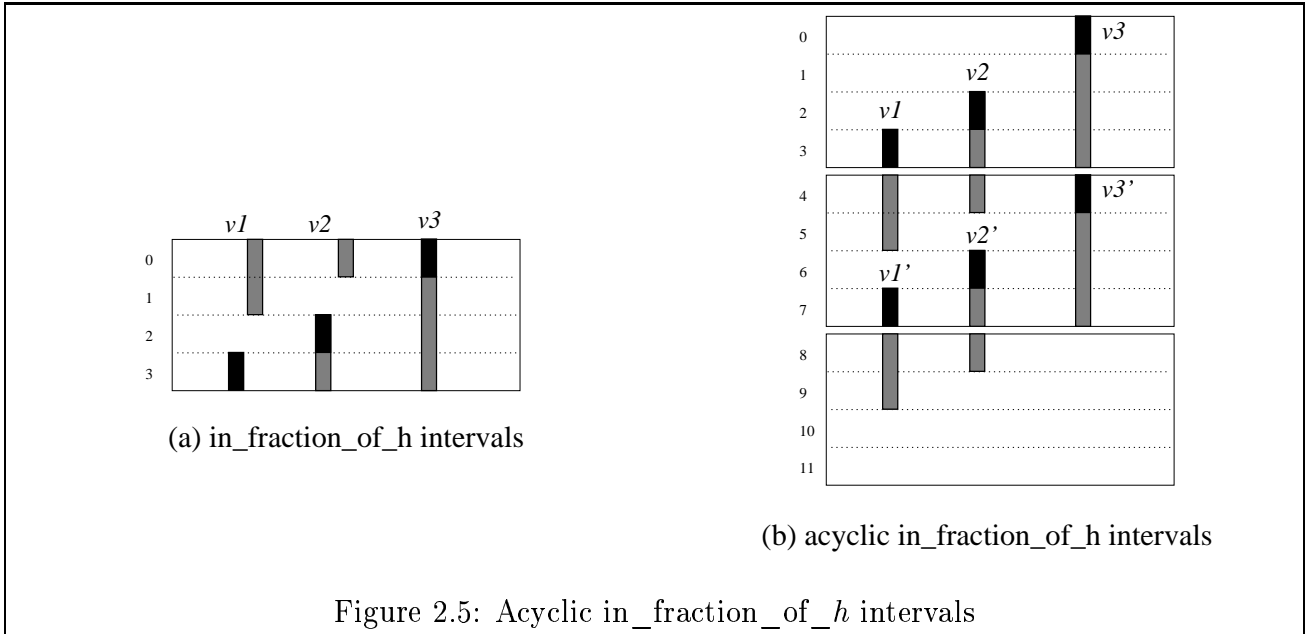 v1 v2 v3
0
1
2
3
(a) in_fraction_of_h intervals
0
v3
1
v2
2
v1
3
4
v3’
5
v2’
6
v1’
7
8
9
10
11
(b) acyclic in_fraction_of_h intervals
Figure 2.5: Acyclic in_fraction_of_h intervals